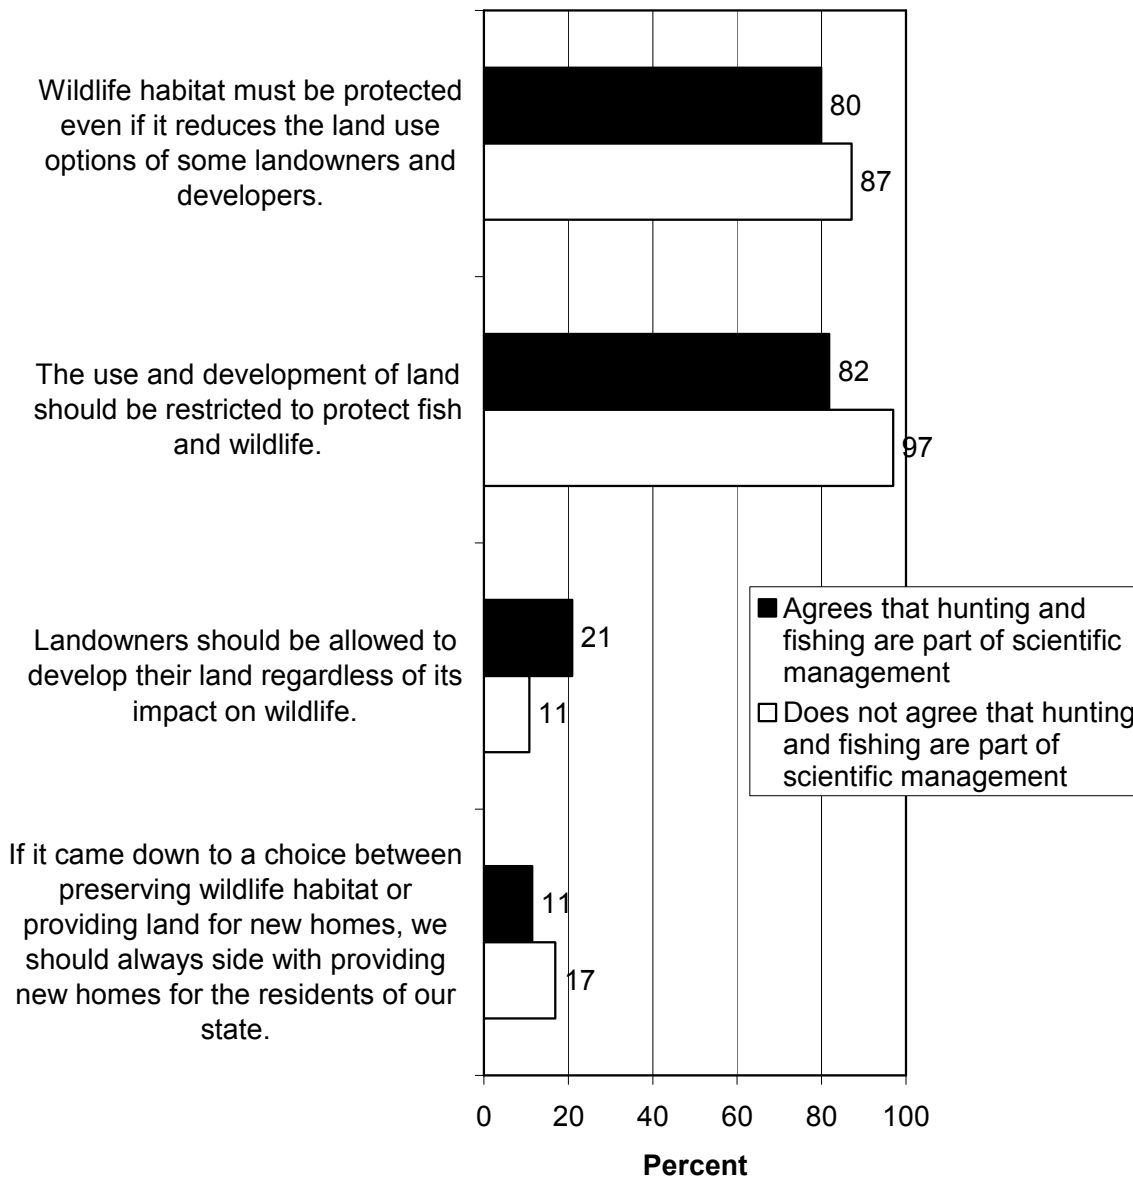 Wildlife habitat must be protected
even if it reduces the land use
options of some landowners and
developers.
80
87
The use and development of land
should be restricted to protect fish
and wildlife.
82
97
Landowners should be allowed to
develop their land regardless of its
impact on wildlife.
21
11
Agrees that hunting and
fishing are part of scientific
management
Does not agree that hunting
and fishing are part of
scientific management
If it came down to a choice between
preserving wildlife habitat or
providing land for new homes, we
should always side with providing
new homes for the residents of our
state.
11
17
0 20 40 60 80 100
Percent